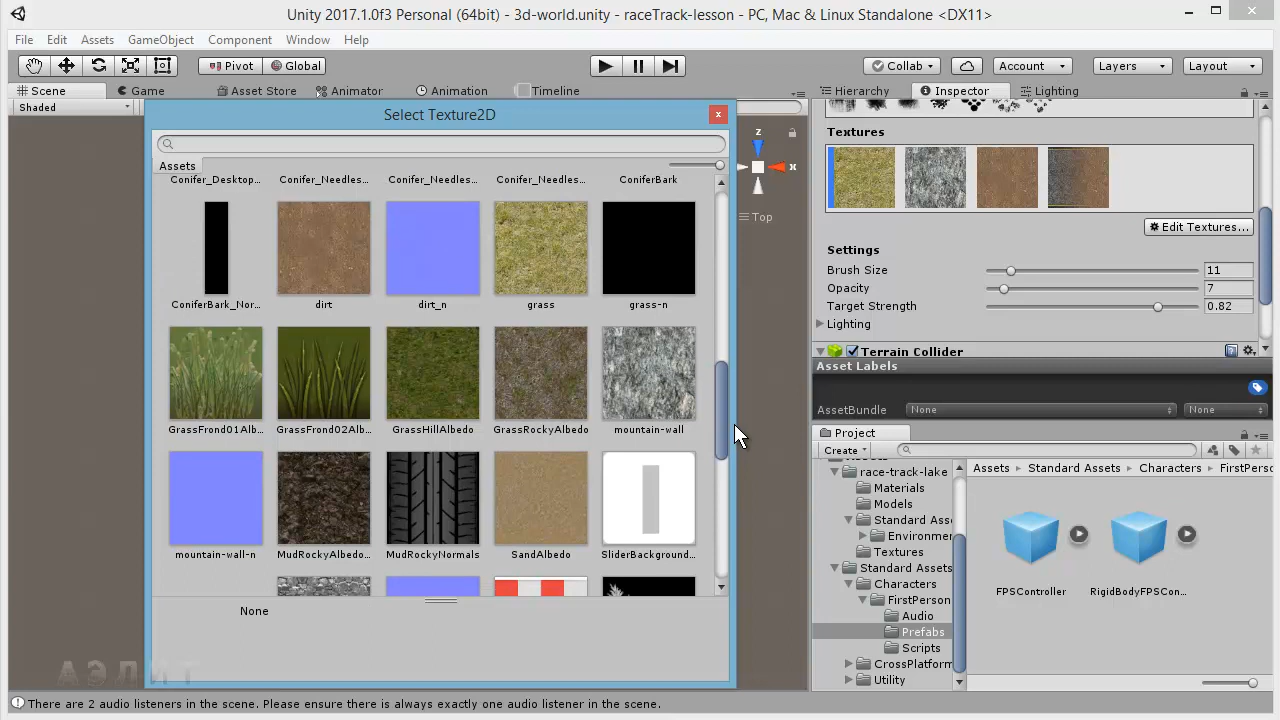 Unity 2017.1.0f3 Personal (64bit) - 3d-world.unity - raceTrack-lesson - PC, Mac & Linux Standalone <DX11>
File Edit Assets GameObject Component Window Help
Pivot Global Collab Account Layers Layout
Scene Game Asset Store Animator Animation Timeline Hierarchy Inspector Lighting
Shaded
Select Texture2D
Assets
Conifer_Desktop... Conifer_Needles... Conifer_Needles... Conifer_Needles... ConiferBark
ConiferBark_Nor... dirt dirt_n grass grass-n
GrassFrond01Alb... GrassFrond02Alb... GrassHillAlbedo GrassRockyAlbedo mountain-wall
mountain-wall-n MudRockyAlbedo... MudRockyNormals SandAlbedo SliderBackground...
None
z
x
Top
Textures
Edit Textures...
Settings
Brush Size 11
Opacity 7
Target Strength 0.82
Lighting
Terrain Collider
Asset Labels
AssetBundle None None
Project
Create
race-track-lake
Materials
Models
Standard Ass
Environmer
Textures
Standard Assets
Characters
FirstPerson
Audio
Prefabs
Scripts
CrossPlatform
Utility
Assets Standard Assets Characters FirstPerso
FPSController RigidBodyFPSCon...
АЭЛИТ
There are 2 audio listeners in the scene. Please ensure there is always exactly one audio listener in the scene.